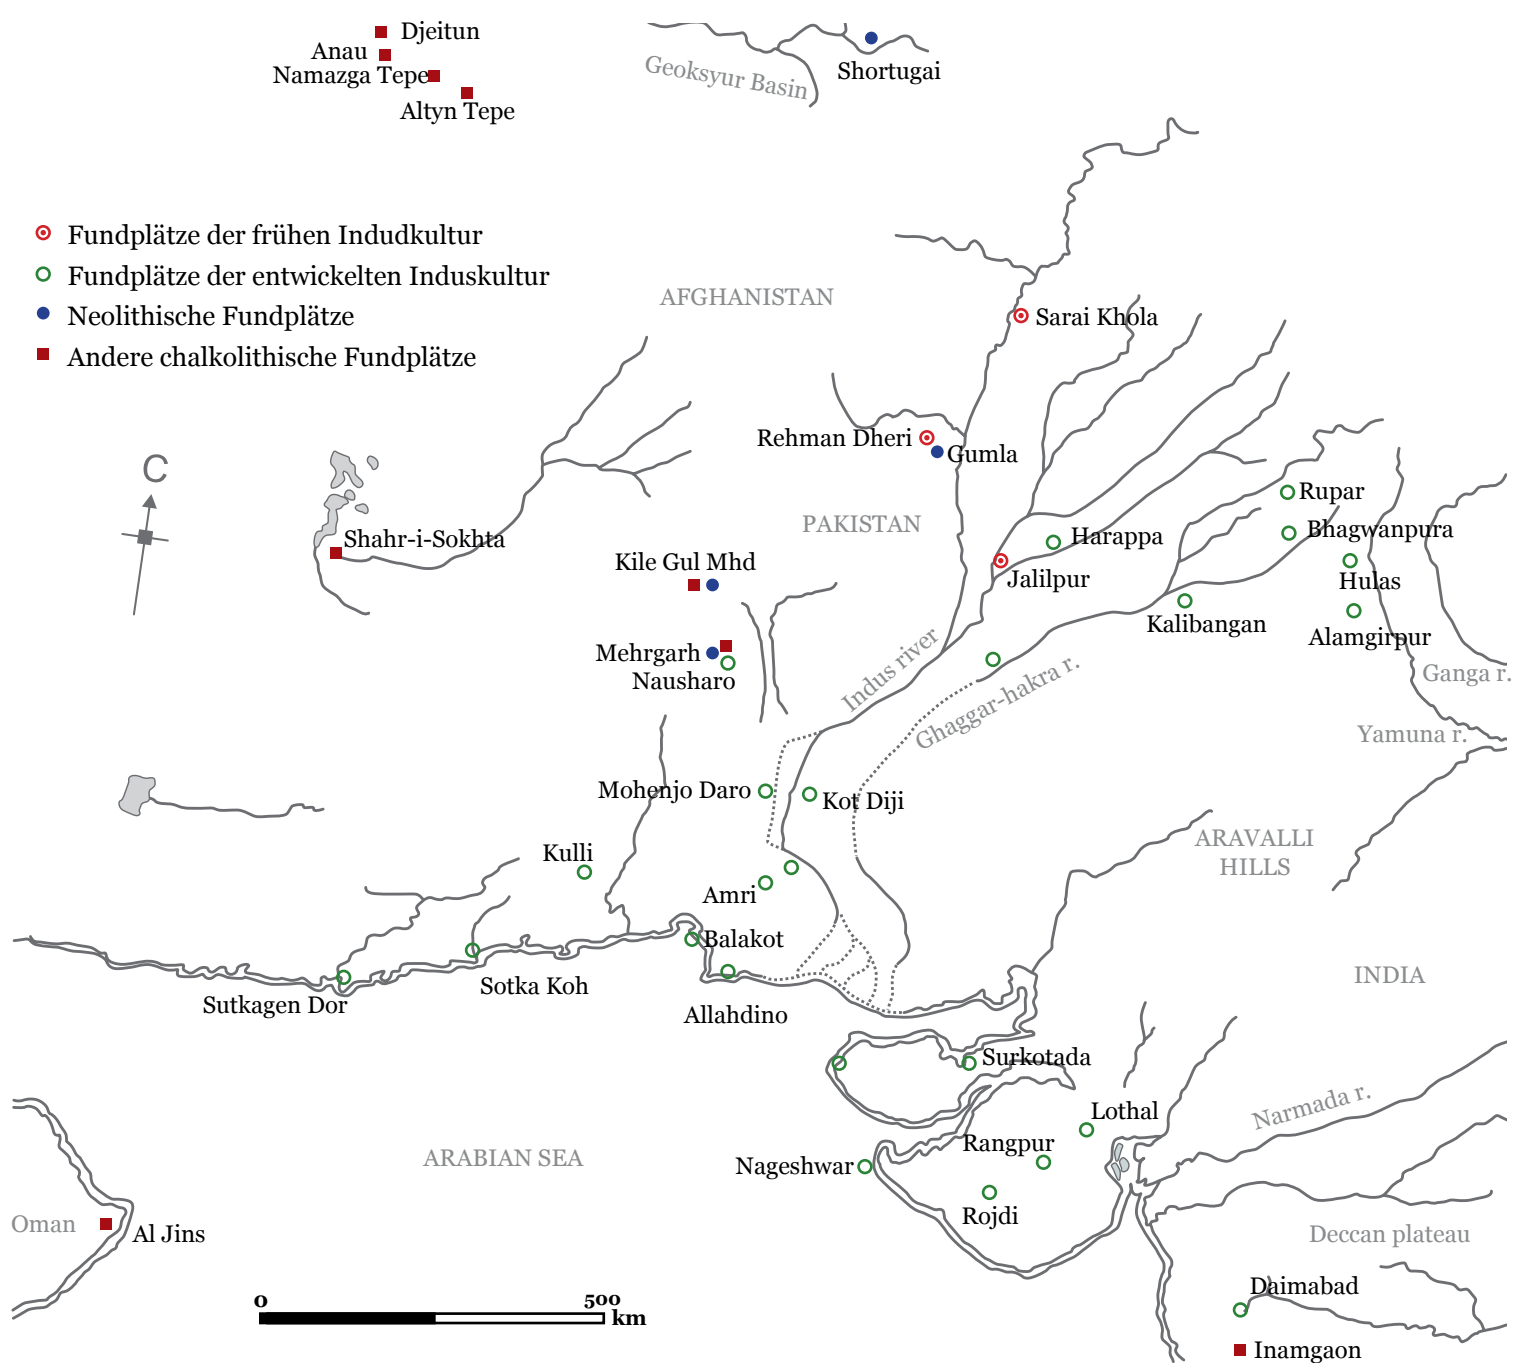 Djeitun
Anau
Namazga Tepe
Altyn Tepe
Geoksyur Basin
Shortugai
Fundplätze der frühen Indudkultur
Fundplätze der entwickelten Induskultur
Neolithische Fundplätze
Andere chalkolithische Fundplätze
AFGHANISTAN
Sarai Khola
Rehman Dheri
Gumla
C
Shahr-i-Sokhta
PAKISTAN
Kile Gul Mhd
Harappa
Jalilpur
Rupar
Bhagwanpura
Hulas
Kalibangan
Alamgirpur
Mehrgarh
Nausharo
Indus river
Ghaggar-hakra r.
Ganga r.
Yamuna r.
Mohenjo Daro
Kot Diji
Kulli
Amri
ARAVALLI
HILLS
Balakot
Sotka Koh
Sutkagen Dor
Allahdino
INDIA
Surkotada
Lothal
Narmada r.
Rangpur
Nageshwar
Rojdi
ARABIAN SEA
Oman
Al Jins
Deccan plateau
Daimabad
Inamgaon
0 500
km